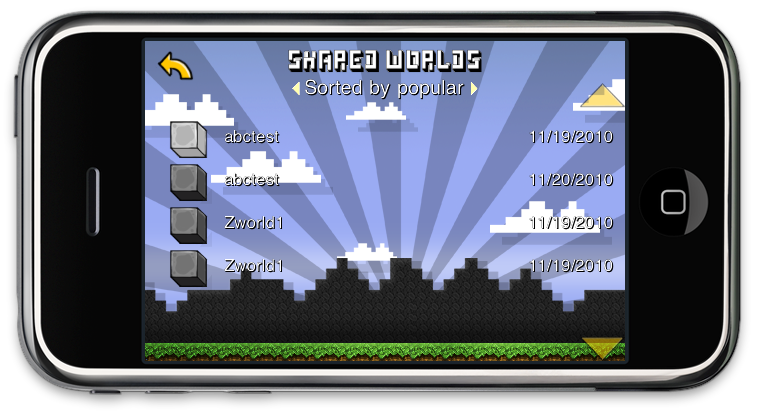 SHARED WORLDS
Sorted by popular
abctest 11/19/2010
abctest 11/20/2010
Zworld1 11/19/2010
Zworld1 11/19/2010